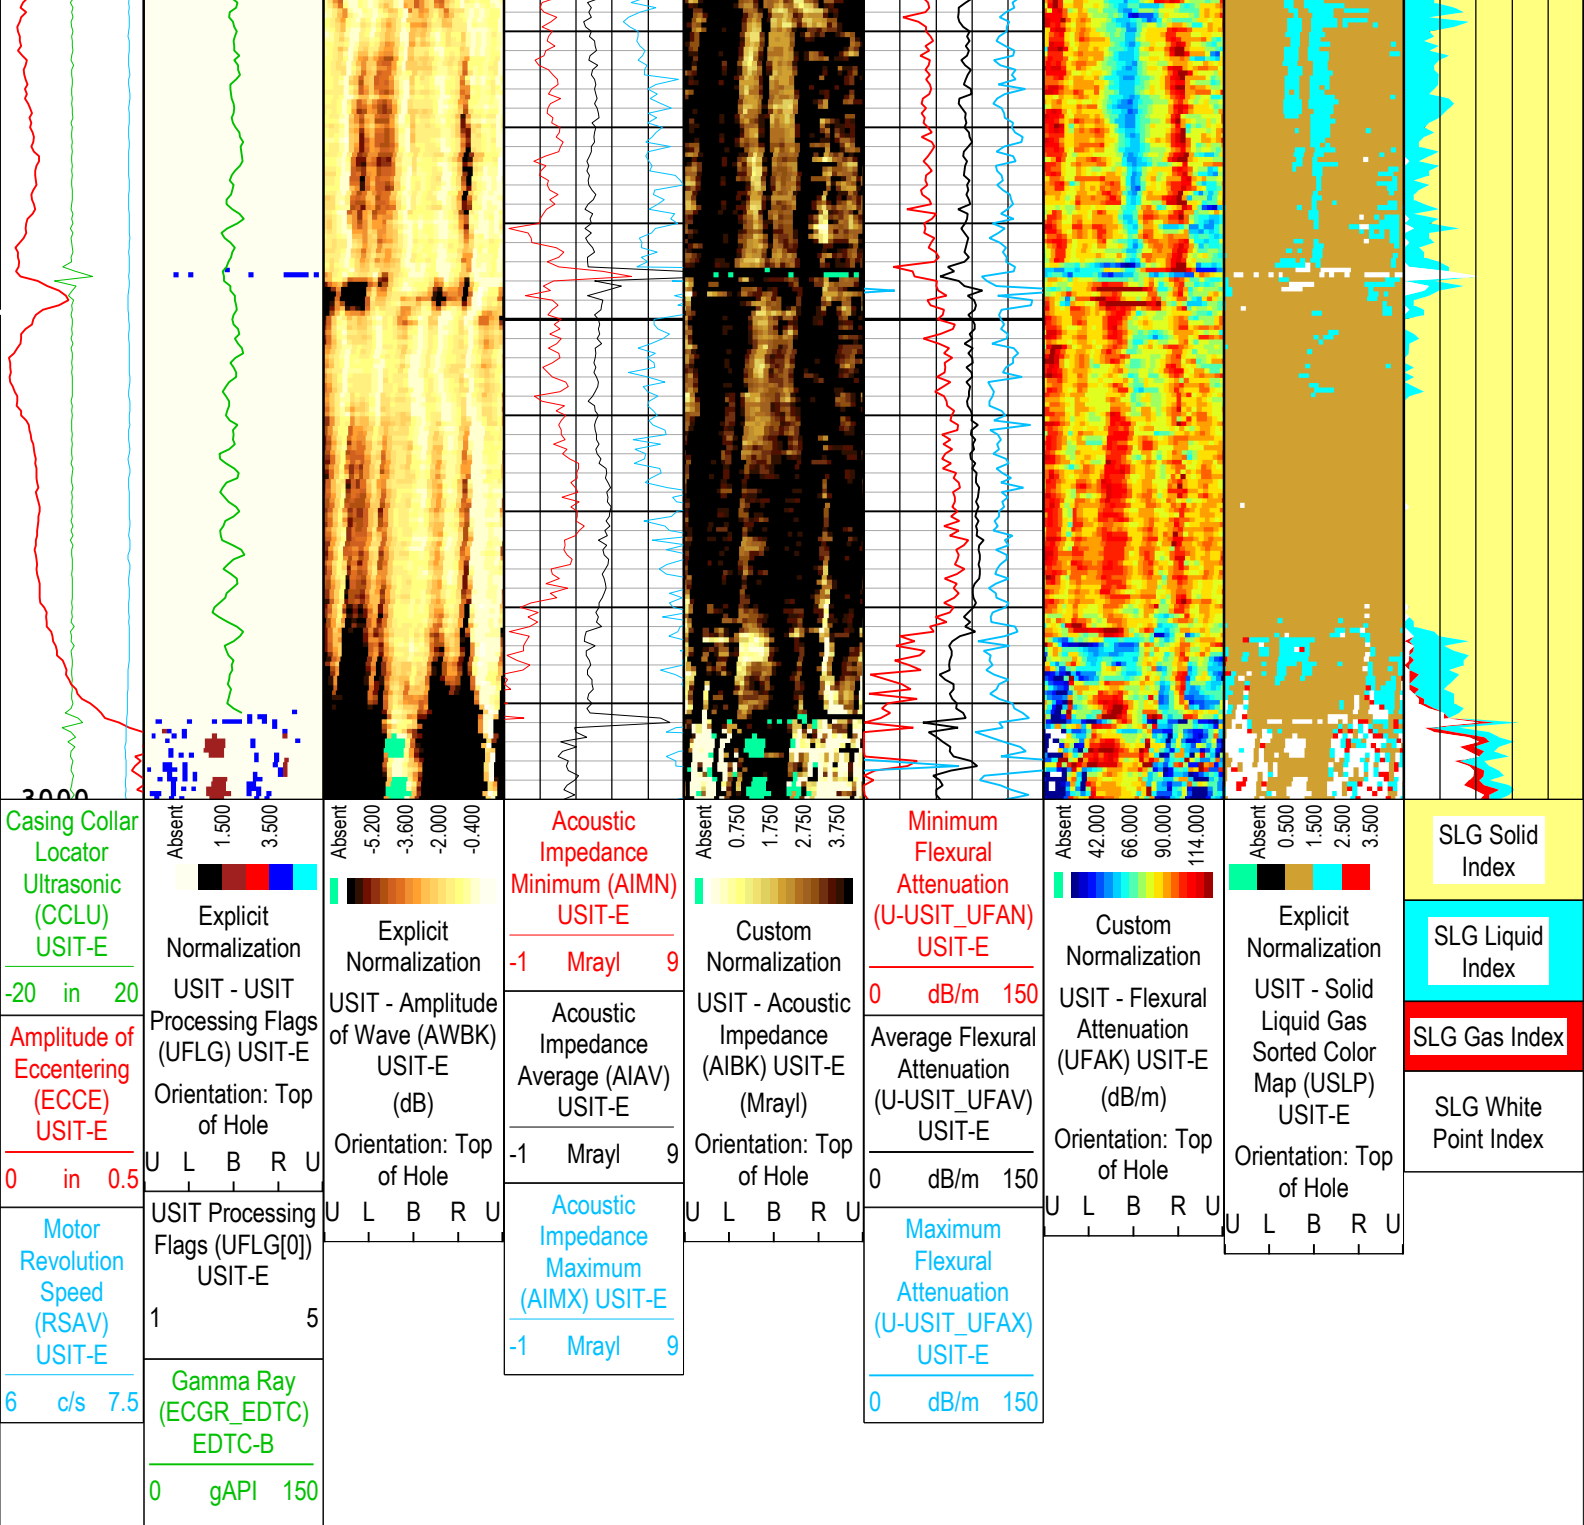 3000
Casing Collar
Locator
Ultrasonic
(CCLU)
USIT-E
-20 in 20
Amplitude of
Eccentering
(ECCE)
USIT-E
0 in 0.5
Motor
Revolution
Speed
(RSAV)
USIT-E
6 c/s 7.5
Absent 1.500 3.500
Explicit
Normalization
USIT - USIT
Processing Flags
(UFLG) USIT-E
Orientation: Top
of Hole
U L B R U
USIT Processing
Flags (UFLG[0])
USIT-E
1 5
Gamma Ray
(ECGR_EDTC)
EDTC-B
0 gAPI 150
Absent -5.200 -3.600 -2.000 -0.400
Explicit
Normalization
USIT - Amplitude
of Wave (AWBK)
USIT-E
(dB)
Orientation: Top
of Hole
U L B R U
Acoustic
Impedance
Minimum (AIMN)
USIT-E
-1 Mrayl 9
Acoustic
Impedance
Average (AIAV)
USIT-E
-1 Mrayl 9
Acoustic
Impedance
Maximum
(AIMX) USIT-E
-1 Mrayl 9
Absent 0.750 1.750 2.750 3.750
Custom
Normalization
USIT - Acoustic
Impedance
(AIBK) USIT-E
(Mrayl)
Orientation: Top
of Hole
U L B R U
Minimum
Flexural
Attenuation
(U-USIT_UFAN)
USIT-E
0 dB/m 150
Average Flexural
Attenuation
(U-USIT_UFAV)
USIT-E
0 dB/m 150
Maximum
Flexural
Attenuation
(U-USIT_UFAX)
USIT-E
0 dB/m 150
Absent 42.000 66.000 90.000 114.000
Custom
Normalization
USIT - Flexural
Attenuation
(UFAK) USIT-E
(dB/m)
Orientation: Top
of Hole
U L B R U
Absent 0.500 1.500 2.500 3.500
Explicit
Normalization
USIT - Solid
Liquid Gas
Sorted Color
Map (USLP)
USIT-E
Orientation: Top
of Hole
U L B R U
SLG Solid
Index
SLG Liquid
Index
SLG Gas Index
SLG White
Point Index